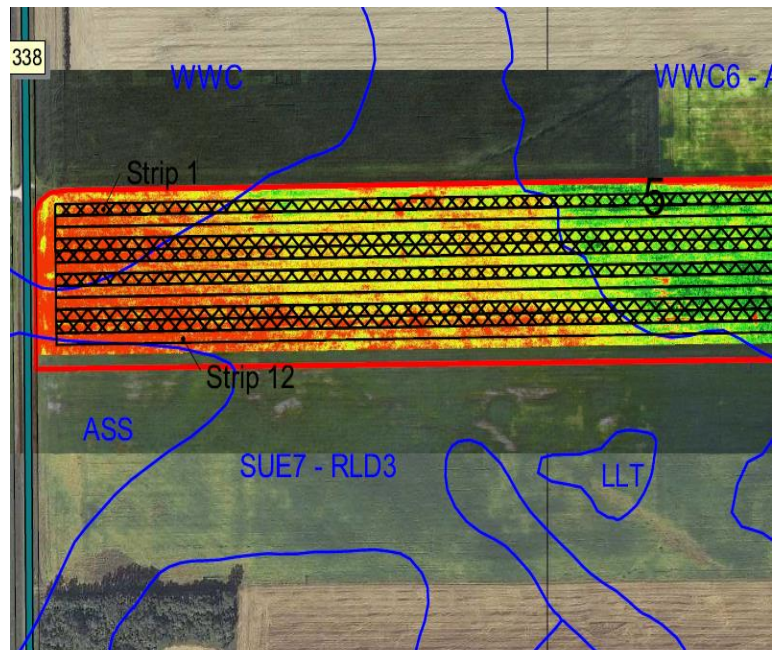 338
WWC
WWC6 - A
Strip 1
5
Strip 12
ASS
SUE7 - RLD3
LLT